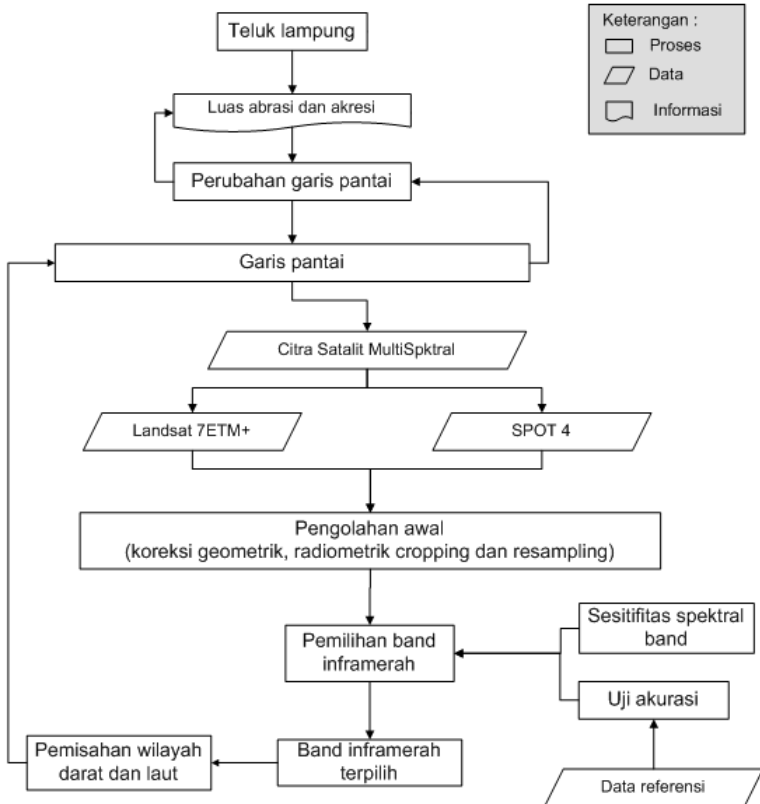 Teluk lampung
Keterangan :
Proses
Data
Informasi
Luas abrasi dan akresi
Perubahan garis pantai
Garis pantai
Citra Satalit MultiSpktral
Landsat 7ETM+
SPOT 4
Pengolahan awal
(koreksi geometrik, radiometrik cropping dan resampling)
Pemilihan band
inframerah
Sesitifitas spektral
band
Uji akurasi
Pemisahan wilayah
darat dan laut
Band inframerah
terpilih
Data referensi